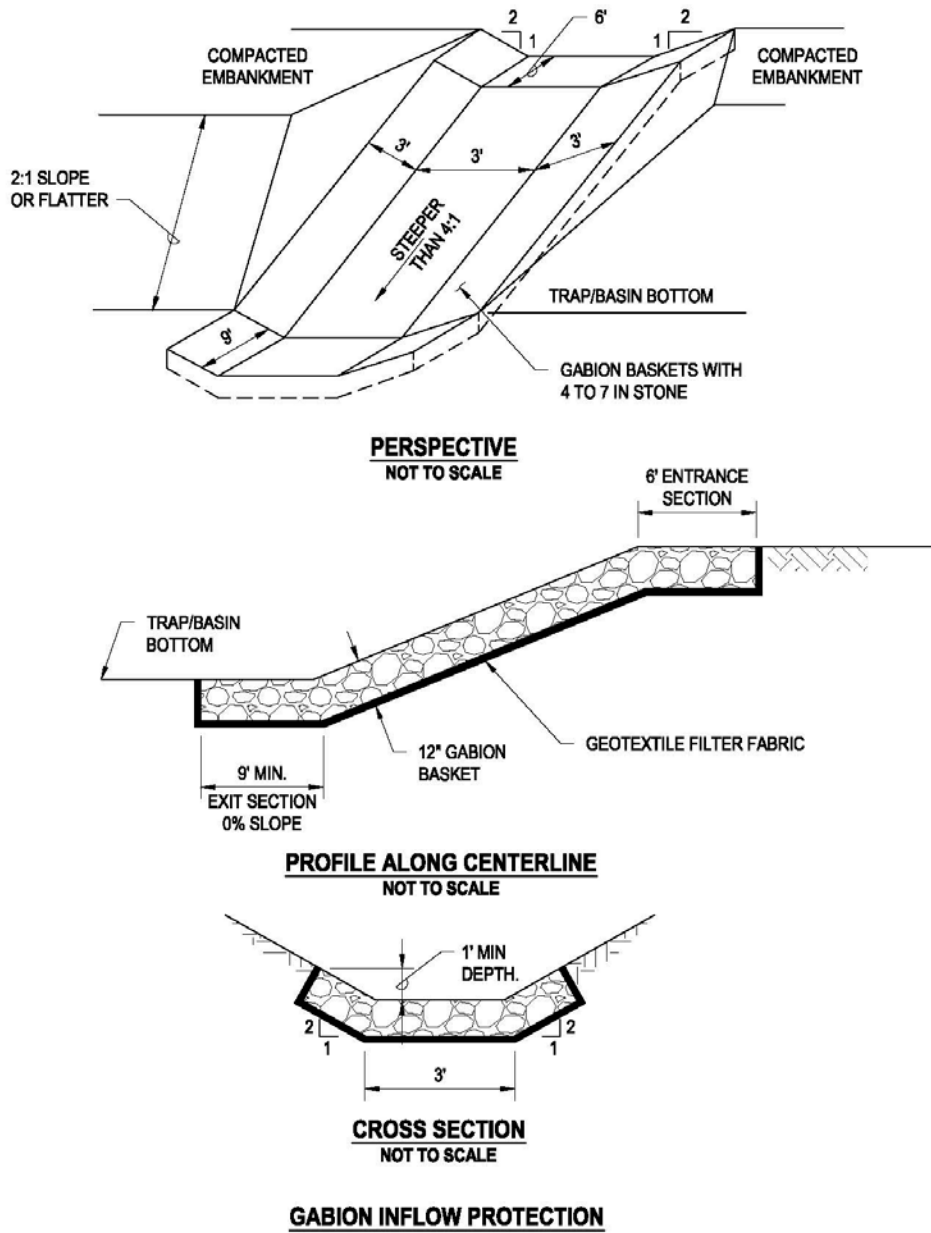 2
1
6'
2
1
COMPACTED
EMBANKMENT
COMPACTED
EMBANKMENT
3'
3'
3'
2:1 SLOPE
OR FLATTER
STEEPER
THAN 4:1
TRAP/BASIN BOTTOM
9'
GABION BASKETS WITH
4 TO 7 IN STONE
PERSPECTIVE
NOT TO SCALE
6' ENTRANCE
SECTION
TRAP/BASIN
BOTTOM
GEOTEXTILE FILTER FABRIC
12" GABION
BASKET
9' MIN.
EXIT SECTION
0% SLOPE
PROFILE ALONG CENTERLINE
NOT TO SCALE
1' MIN
DEPTH.
2
1
2
1
3'
CROSS SECTION
NOT TO SCALE
GABION INFLOW PROTECTION